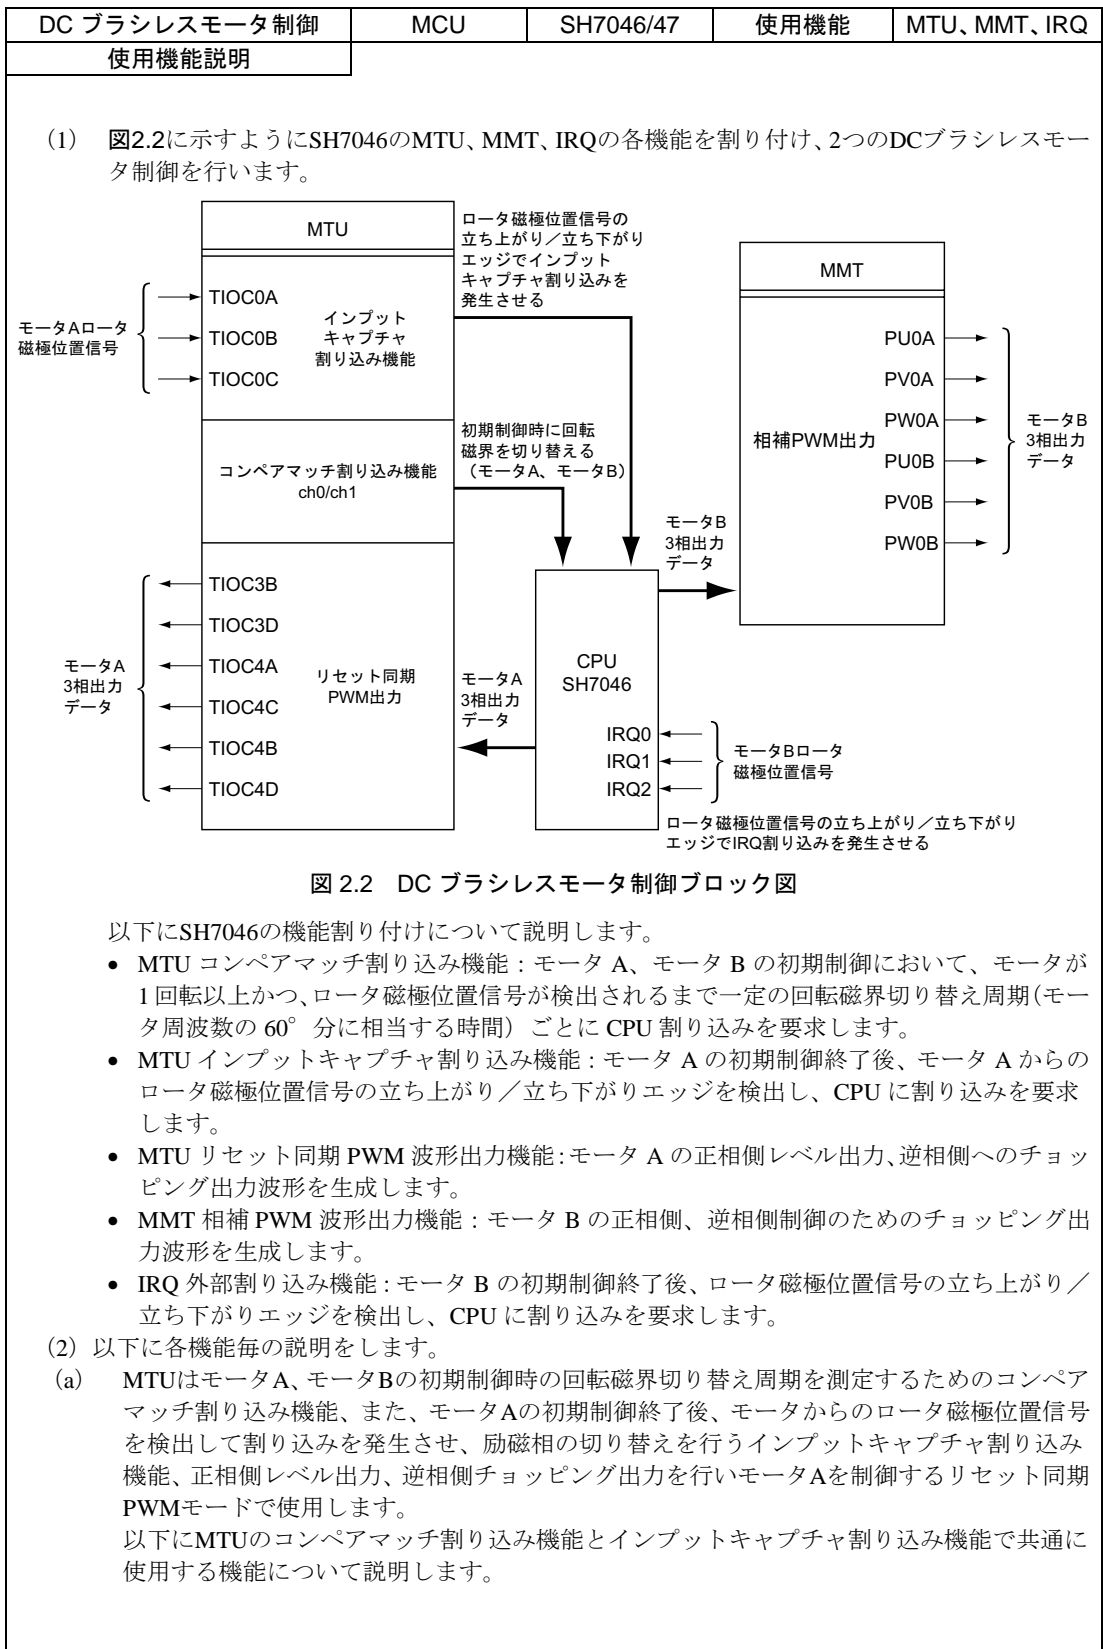 DC ブラシレスモータ制御 MCU SH7046/47 使用機能 MTU、MMT、IRQ
使用機能説明
(1) 図2.2に示すようにSH7046のMTU、MMT、IRQの各機能を割り付け、2つのDCブラシレスモー
タ制御を行います。
MTU
TIOC0A
TIOC0B
TIOC0C
モータAロータ
磁極位置信号
インプット
キャプチャ
割り込み機能
ロータ磁極位置信号の
立ち上がり／立ち下がり
エッジでインプット
キャプチャ割り込みを
発生させる
コンペアマッチ割り込み機能
ch0/ch1
初期制御時に回転
磁界を切り替える
（モータA、モータB）
TIOC3B
TIOC3D
TIOC4A
TIOC4C
TIOC4B
TIOC4D
モータA
3相出力
データ
リセット同期
PWM出力
モータA
3相出力
データ
CPU
SH7046
IRQ0
IRQ1
IRQ2
モータBロータ
磁極位置信号
ロータ磁極位置信号の立ち上がり／立ち下がり
エッジでIRQ割り込みを発生させる
モータB
3相出力
データ
MMT
相補PWM出力
PU0A
PV0A
PW0A
PU0B
PV0B
PW0B
モータB
3相出力
データ
図 2.2 DC ブラシレスモータ制御ブロック図
以下にSH7046の機能割り付けについて説明します。
• MTU コンペアマッチ割り込み機能：モータ A、モータ B の初期制御において、モータが
1 回転以上かつ、ロータ磁極位置信号が検出されるまで一定の回転磁界切り替え周期（モー
タ周波数の 60°分に相当する時間）ごとに CPU 割り込みを要求します。
• MTU インプットキャプチャ割り込み機能：モータ A の初期制御終了後、モータ A からの
ロータ磁極位置信号の立ち上がり／立ち下がりエッジを検出し、CPU に割り込みを要求
します。
• MTU リセット同期 PWM 波形出力機能：モータ A の正相側レベル出力、逆相側へのチョッ
ピング出力波形を生成します。
• MMT 相補 PWM 波形出力機能：モータ B の正相側、逆相側制御のためのチョッピング出
力波形を生成します。
• IRQ 外部割り込み機能：モータ B の初期制御終了後、ロータ磁極位置信号の立ち上がり／
立ち下がりエッジを検出し、CPU に割り込みを要求します。
(2) 以下に各機能毎の説明をします。
(a) MTUはモータA、モータBの初期制御時の回転磁界切り替え周期を測定するためのコンペア
マッチ割り込み機能、また、モータAの初期制御終了後、モータからのロータ磁極位置信号
を検出して割り込みを発生させ、励磁相の切り替えを行うインプットキャプチャ割り込み
機能、正相側レベル出力、逆相側チョッピング出力を行いモータAを制御するリセット同期
PWMモードで使用します。
以下にMTUのコンペアマッチ割り込み機能とインプットキャプチャ割り込み機能で共通に
使用する機能について説明します。